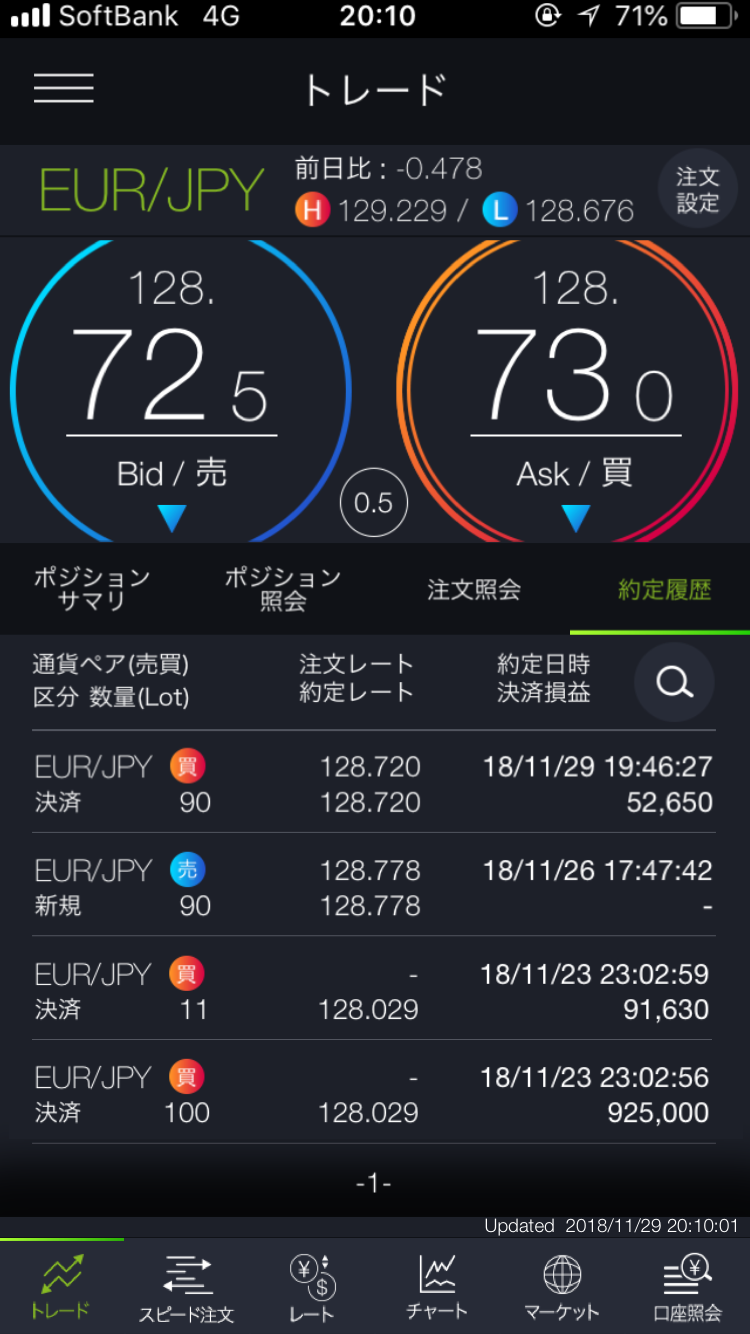 SoftBank 4G 20:10 71%
トレード
EUR/JPY
前日比：-0.478
H 129.229 / L 128.676
注文
設定
128.
72 5
Bid / 売
0.5
128.
73 0
Ask / 買
ポジション
サマリ
ポジション
照会
注文照会
約定履歴
通貨ペア(売買)
区分 数量(Lot)
注文レート
約定レート
約定日時
決済損益
EUR/JPY 買 128.720 18/11/29 19:46:27
決済 90 128.720 52,650
EUR/JPY 売 128.778 18/11/26 17:47:42
新規 90 128.778 -
EUR/JPY 買 - 18/11/23 23:02:59
決済 11 128.029 91,630
EUR/JPY 買 - 18/11/23 23:02:56
決済 100 128.029 925,000
-1-
Updated 2018/11/29 20:10:01
トレード
スピード注文
レート
チャート
マーケット
口座照会